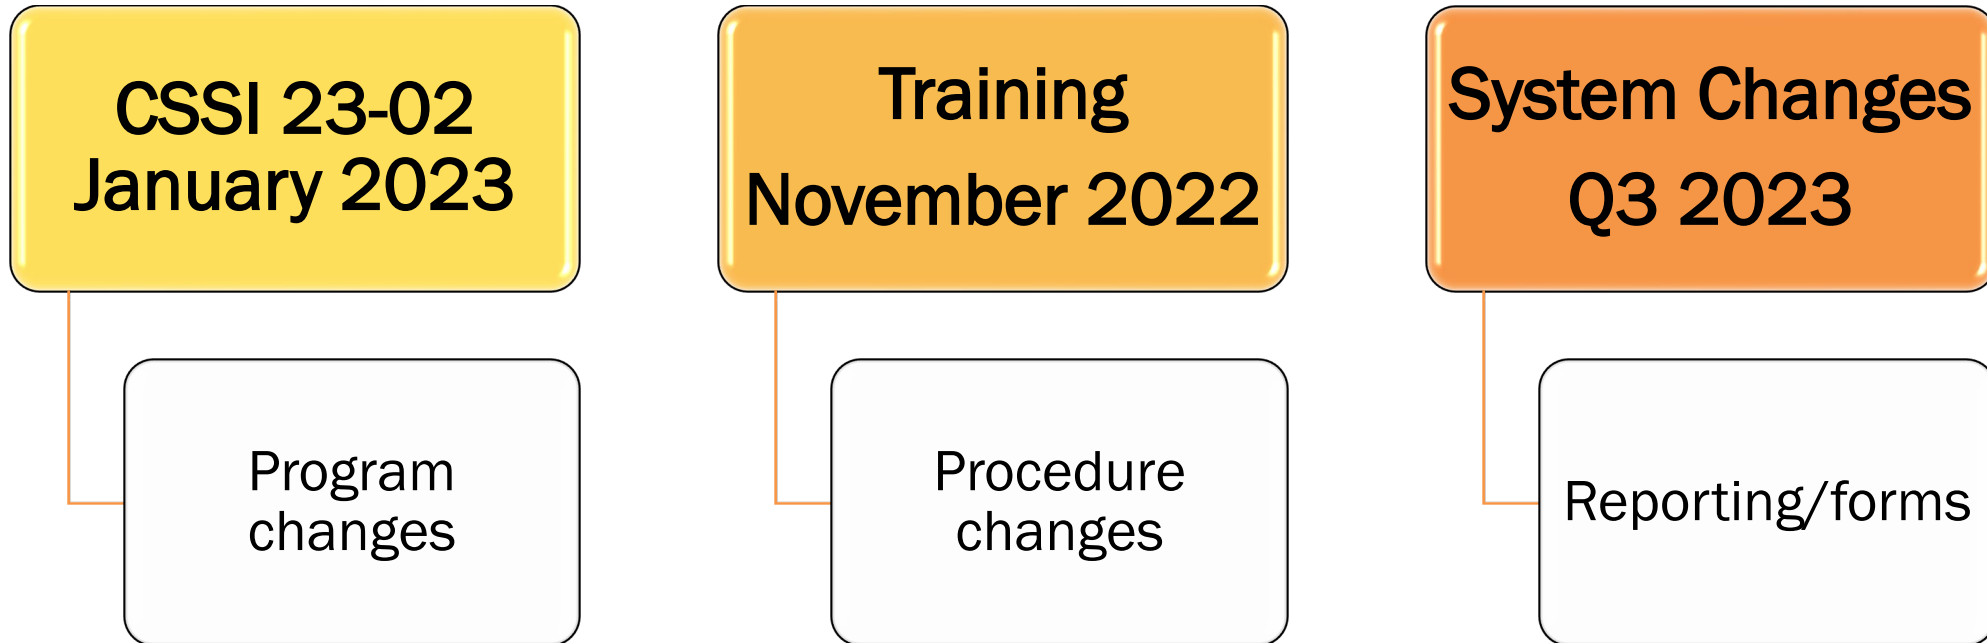 CSSI 23-02
January 2023
Program
changes
Training
November 2022
Procedure
changes
System Changes
Q3 2023
Reporting/forms